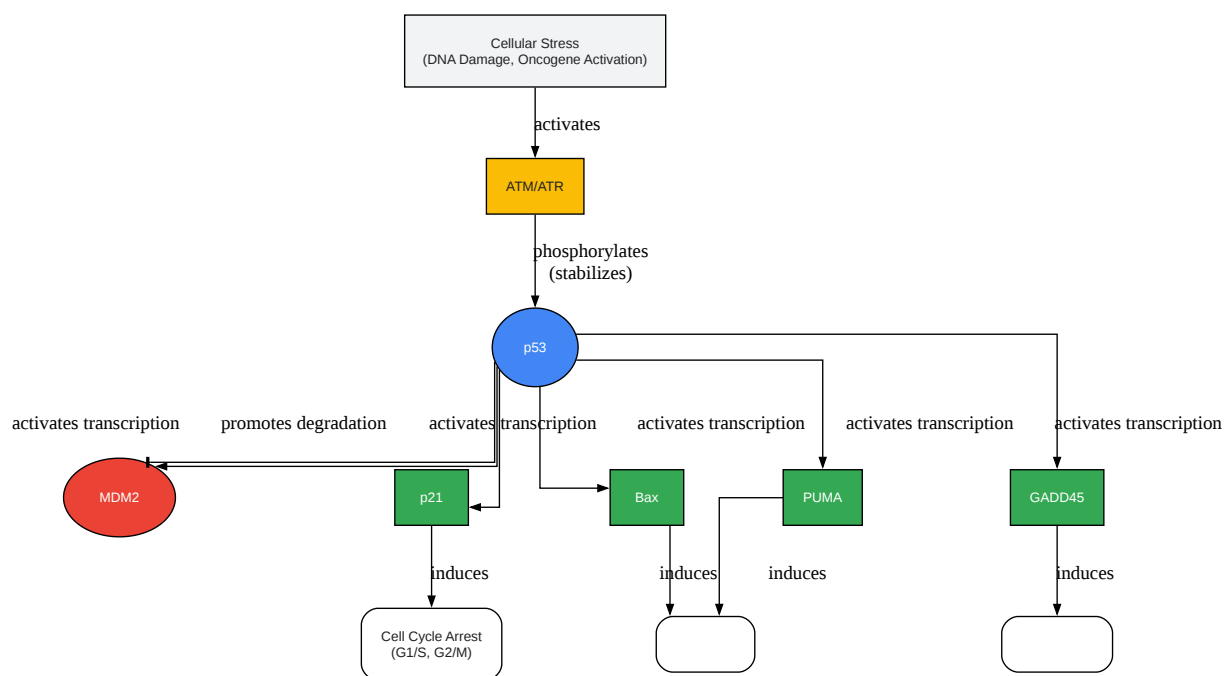 Cellular Stress
(DNA Damage, Oncogene Activation)
activates
ATM/ATR
phosphorylates
(stabilizes)
p53
activates transcription
promotes degradation
activates transcription
activates transcription
activates transcription
activates transcription
MDM2
p21
Bax
PUMA
GADD45
induces
induces
induces
induces
Cell Cycle Arrest
(G1/S, G2/M)